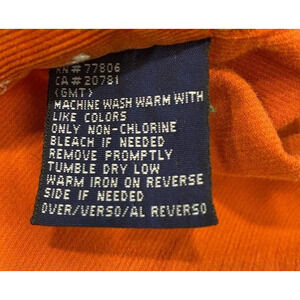 RN#77806
CA#20781
(GMT)
MACHINE WASH WARM WITH
LIKE COLORS
ONLY NON-CHLORINE
BLEACH IF NEEDED
REMOVE PROMPTLY
TUMBLE DRY LOW
WARM IRON ON REVERSE
SIDE IF NEEDED
OVER/VERSO/AL REVERSO